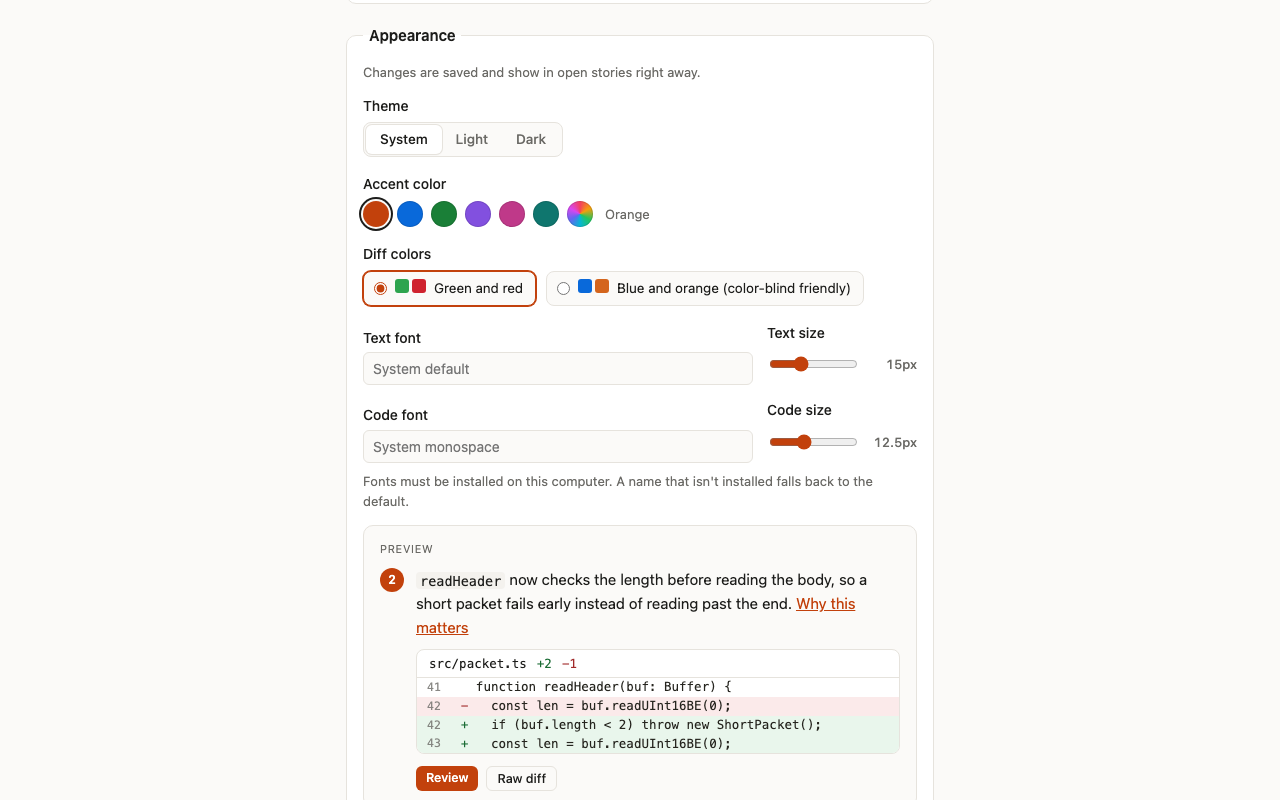 Appearance
Changes are saved and show in open stories right away.
Theme
System Light Dark
Accent color
Orange
Diff colors
Green and red Blue and orange (color-blind friendly)
Text font Text size
System default 15px
Code font Code size
System monospace 12.5px
Fonts must be installed on this computer. A name that isn't installed falls back to the
default.
PREVIEW
2 readHeader now checks the length before reading the body, so a
short packet fails early instead of reading past the end. Why this
matters
src/packet.ts +2 −1
41 function readHeader(buf: Buffer) {
42 − const len = buf.readUInt16BE(0);
42 + if (buf.length < 2) throw new ShortPacket();
43 + const len = buf.readUInt16BE(0);
Review Raw diff